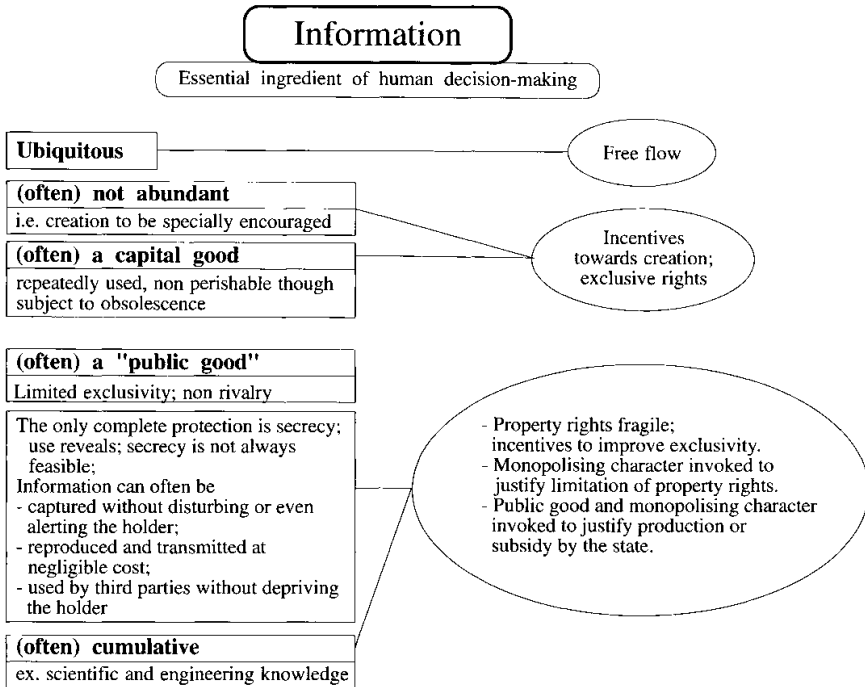 Information
Essential ingredient of human decision-making
Ubiquitous
Free flow
(often) not abundant
i.e. creation to be specially encouraged
(often) a capital good
repeatedly used, non perishable though
subject to obsolescence
Incentives
towards creation;
exclusive rights
(often) a "public good"
Limited exclusivity; non rivalry
The only complete protection is secrecy;
use reveals; secrecy is not always
feasible;
Information can often be
- captured without disturbing or even
alerting the holder;
- reproduced and transmitted at
negligible cost;
- used by third parties without depriving
the holder
(often) cumulative
ex. scientific and engineering knowledge
- Property rights fragile;
incentives to improve exclusivity.
- Monopolising character invoked to
justify limitation of property rights.
- Public good and monopolising character
invoked to justify production or
subsidy by the state.